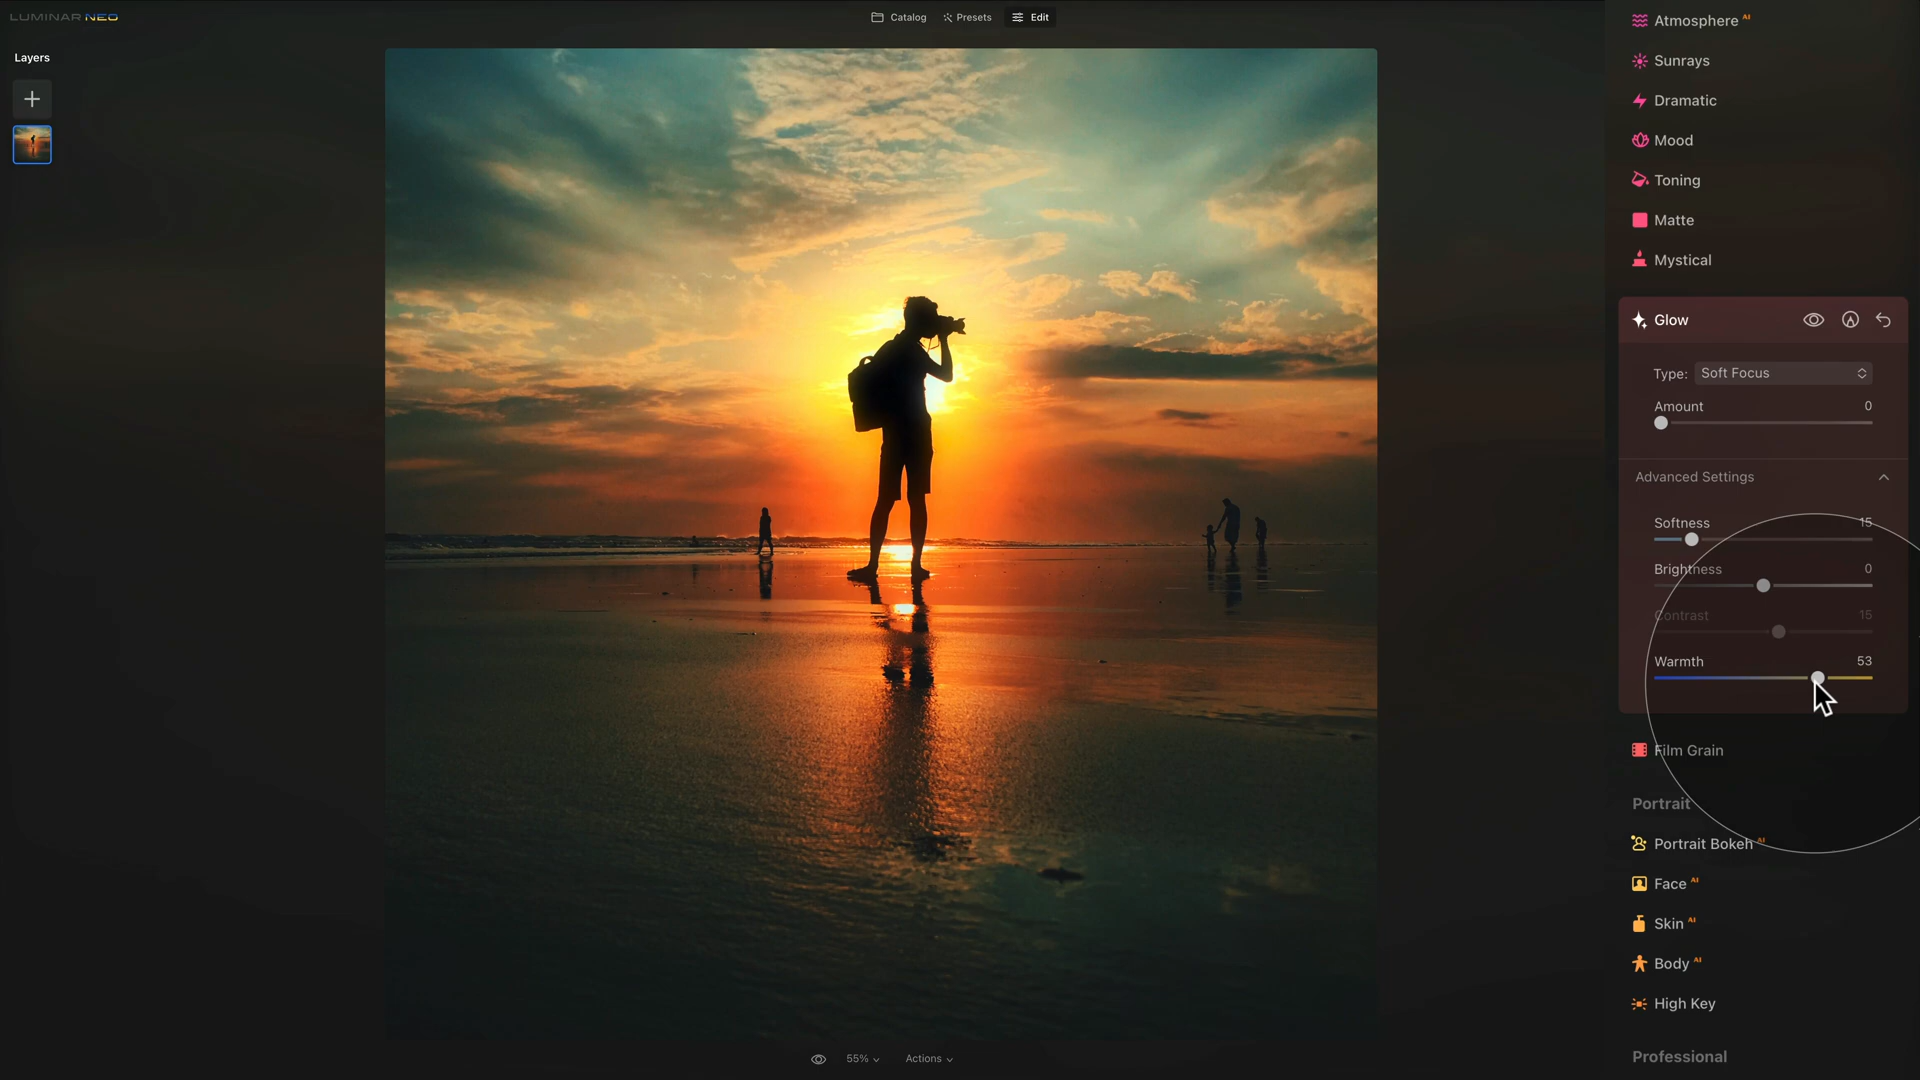 LUMINAR NEO
Catalog
Presets
Edit
Layers
Atmosphere AI
Sunrays
Dramatic
Mood
Toning
Matte
Mystical
Glow
Type: Soft Focus
Amount 0
Advanced Settings
Softness 15
Brightness 0
Contrast 15
Warmth 53
Film Grain
Portrait
Portrait Bokeh AI
Face AI
Skin AI
Body AI
High Key
Professional
55%
Actions